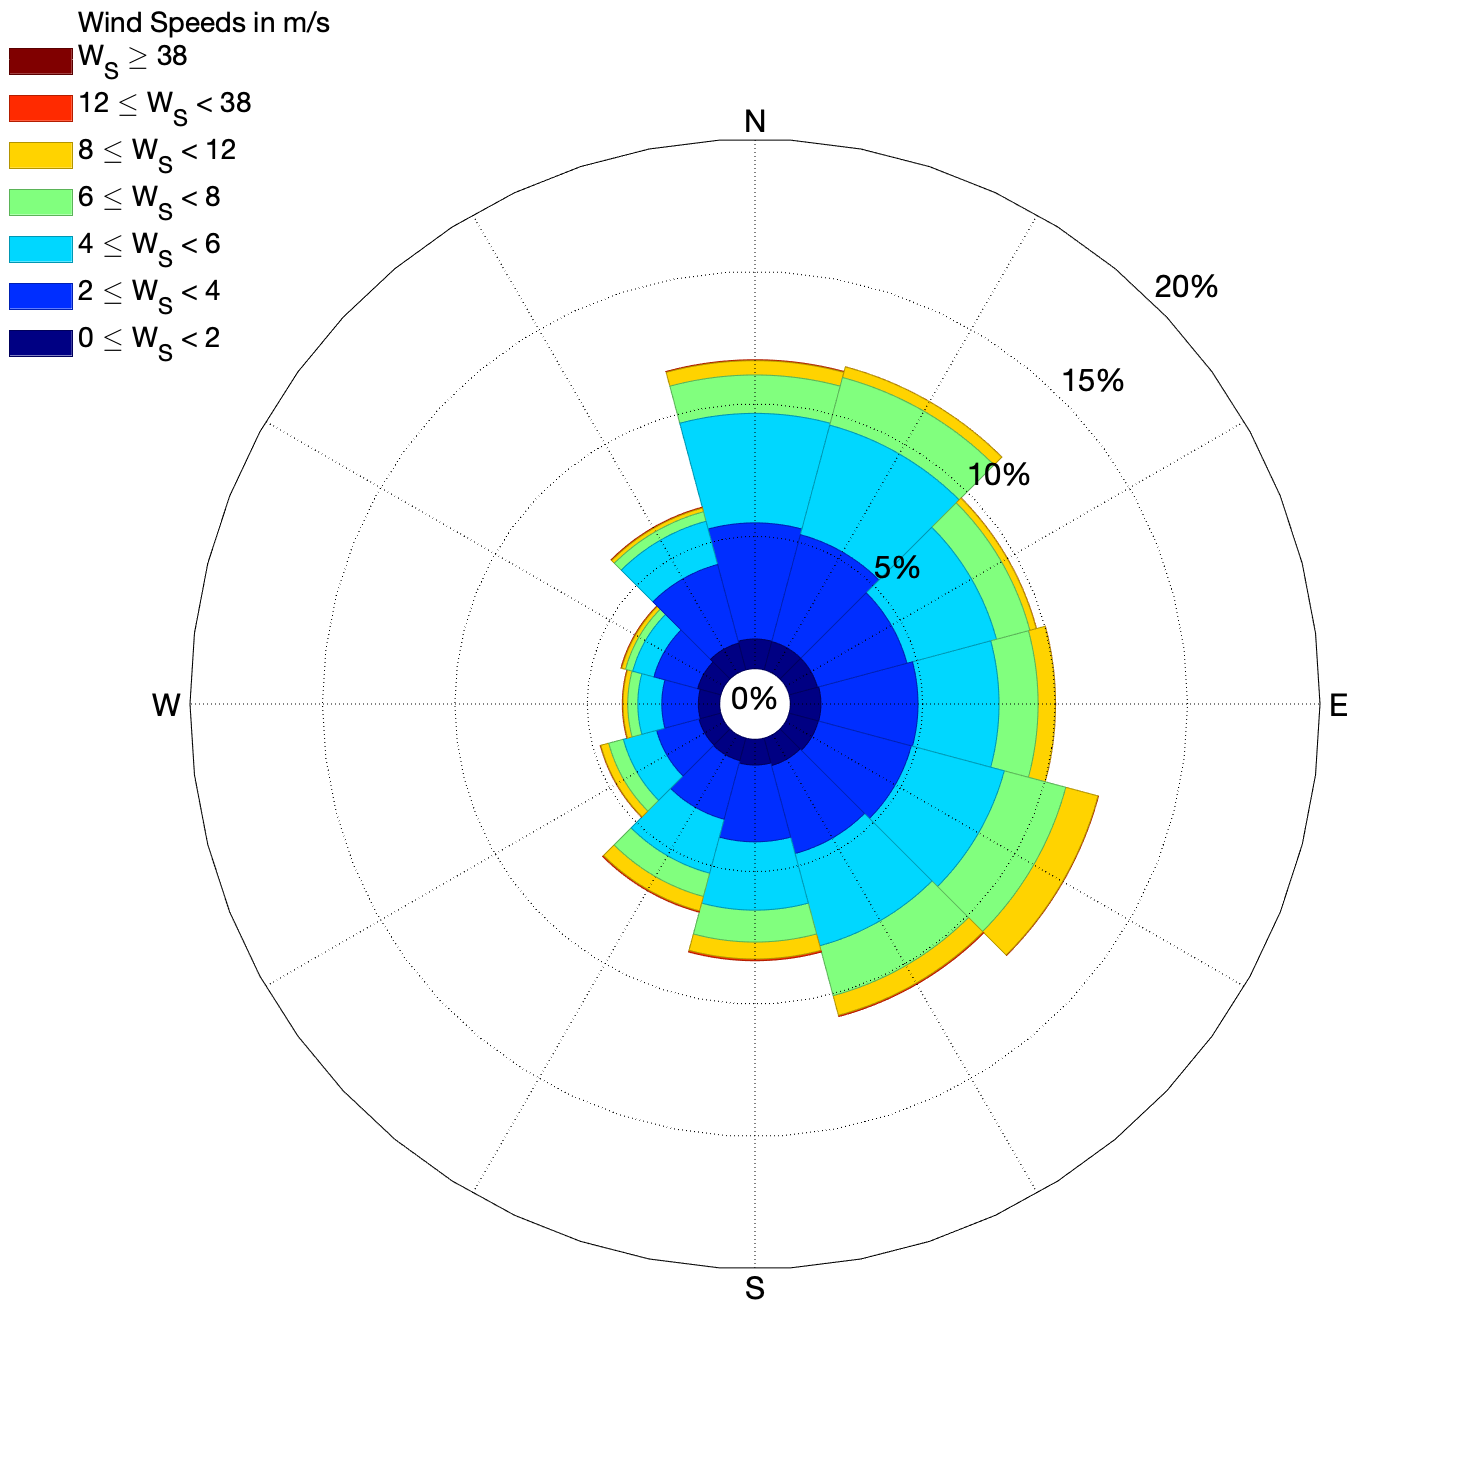 Wind Speeds in m/s
W_S ≥ 38
12 ≤ W_S < 38
8 ≤ W_S < 12
6 ≤ W_S < 8
4 ≤ W_S < 6
2 ≤ W_S < 4
0 ≤ W_S < 2
N
20%
15%
10%
5%
0%
W
E
S